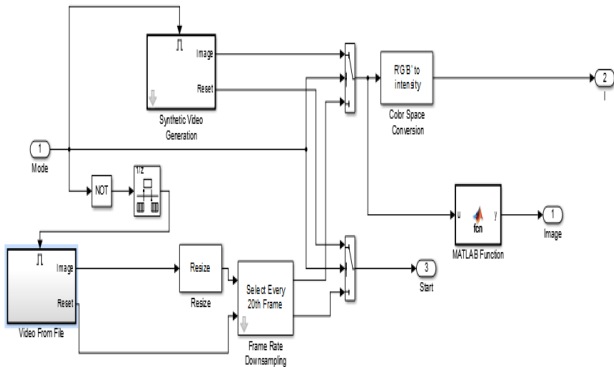 Image
Reset
Synthetic Video
Generation
R'G'B' to
intensity
Color Space
Conversion
2
I
1
Mode
NOT
1/Z
u
fcn
y
MATLAB Function
1
Image
Image
Reset
Video From File
Resize
Resize
Select Every
20th Frame
Frame Rate
Downsampling
3
Start